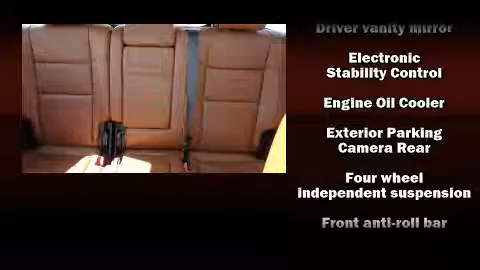 Driver vanity mirror
Electronic
Stability Control
Engine Oil Cooler
Exterior Parking
Camera Rear
Four wheel
independent suspension
Front anti-roll bar